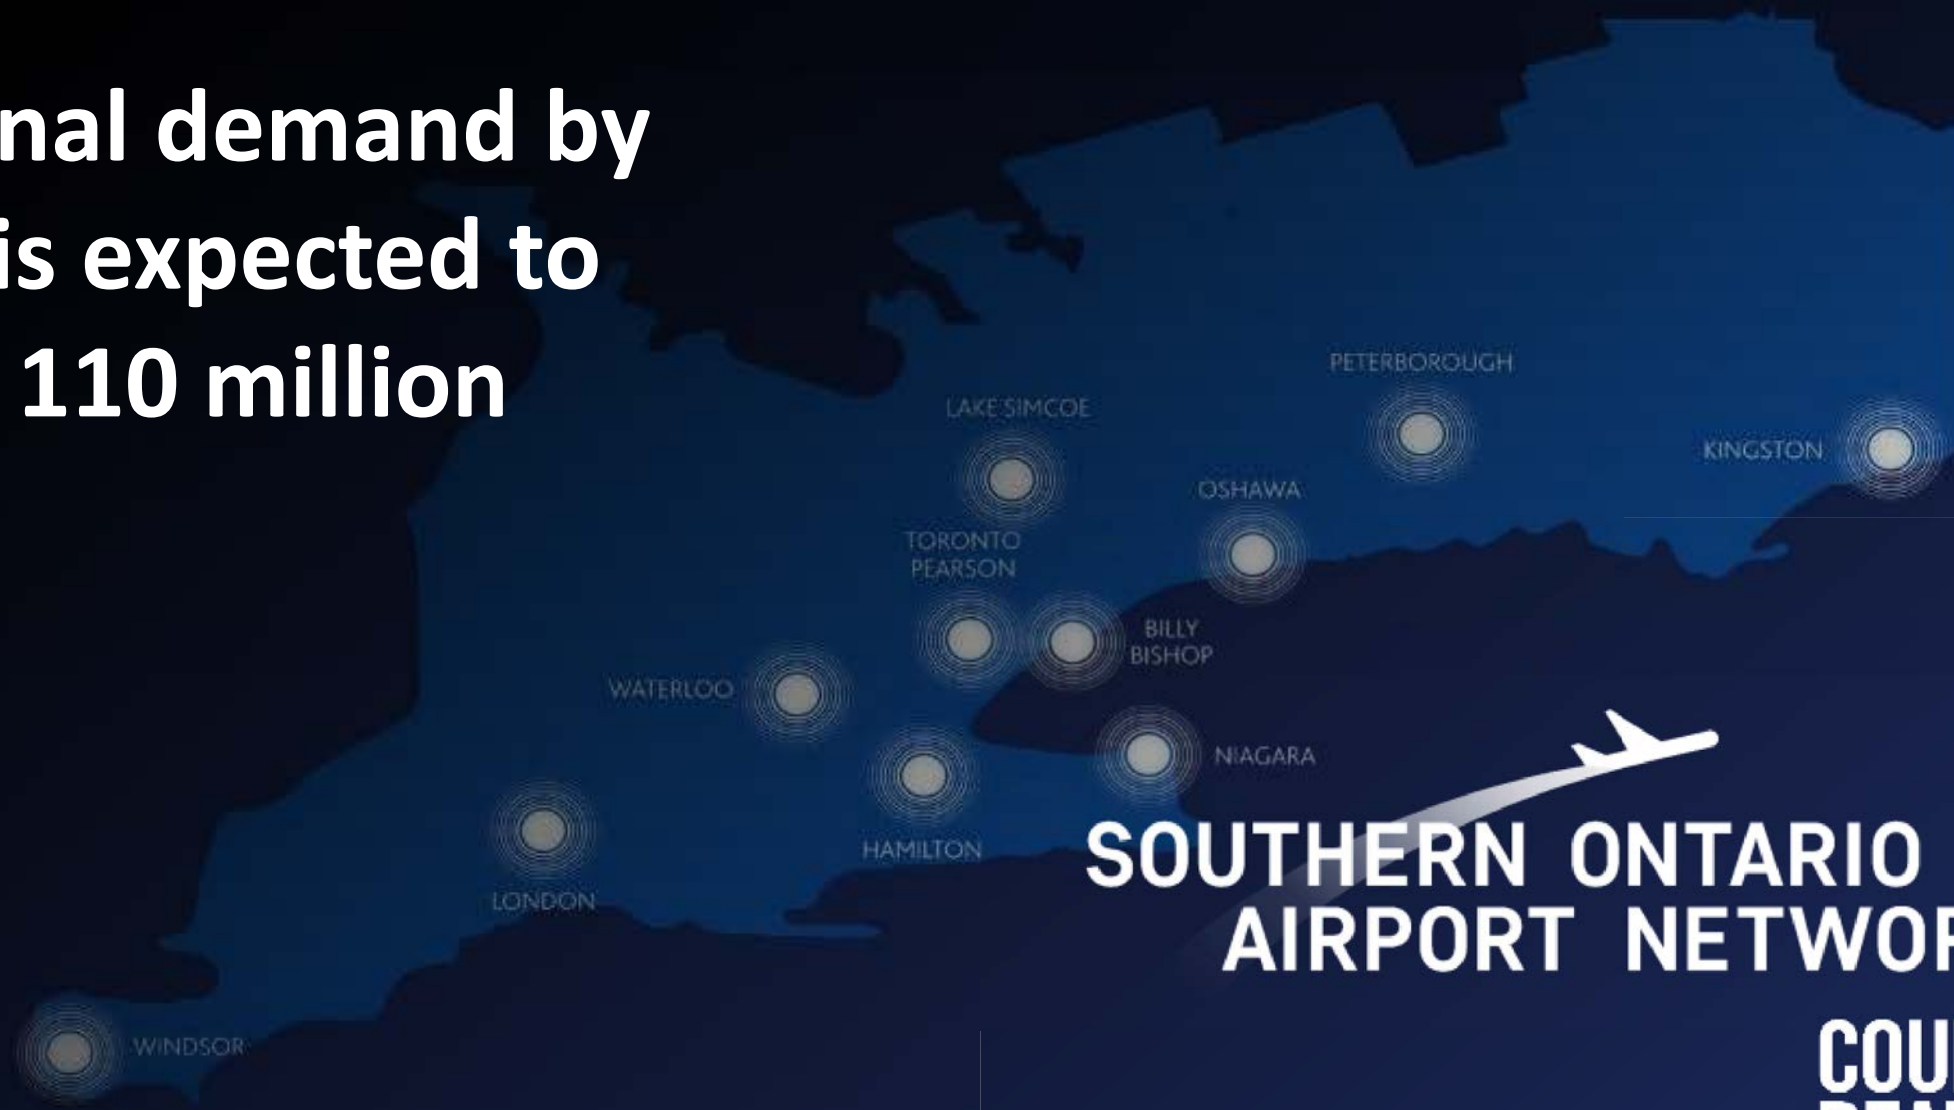 nal demand by
is expected to
110 million
PETERBOROUGH
LAKE SIMCOE
KINGSTON
OSHAWA
TORONTO
PEARSON
BILLY
BISHOP
WATERLOO
NIAGARA
HAMILTON
LONDON
WINDSOR
SOUTHERN ONTARIO
AIRPORT NETWOR
COU